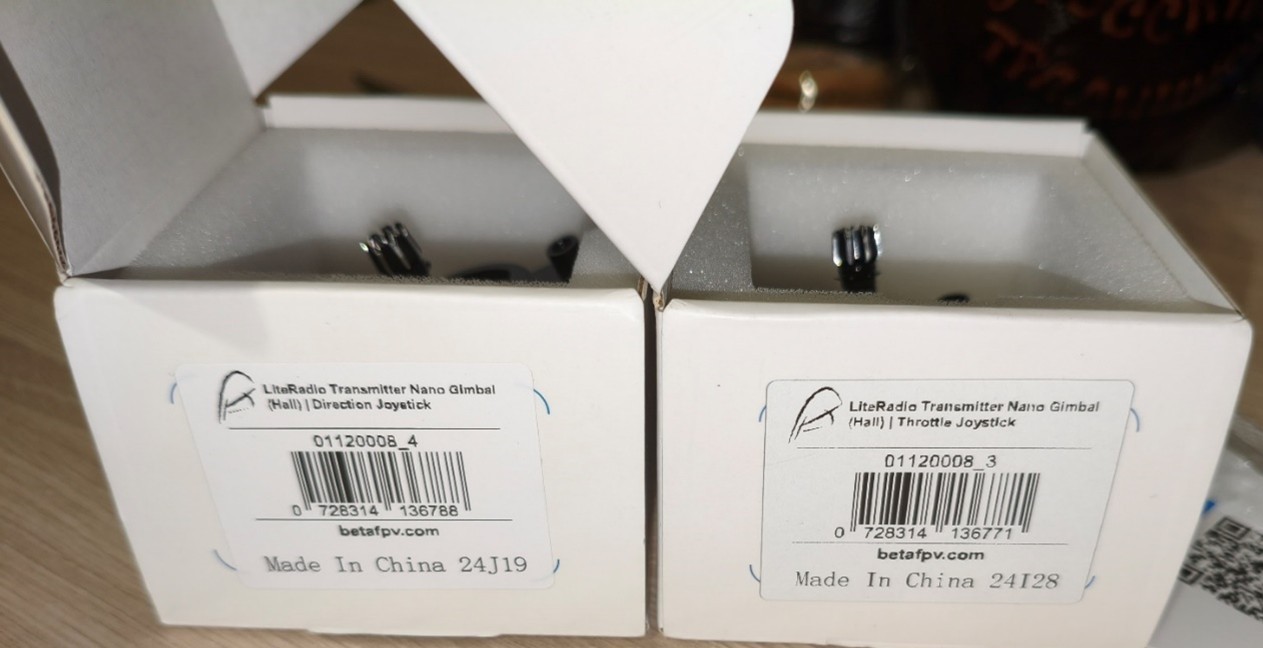 LiteRadio Transmitter Nano Gimbal
(Hall) | Direction Joystick
01120008_4
0 728314 136788
betafpv.com
Made In China 24J19
LiteRadio Transmitter Nano Gimbal
(Hall) | Throttle Joystick
01120008_3
0 728314 136771
betafpv.com
Made In China 24I28